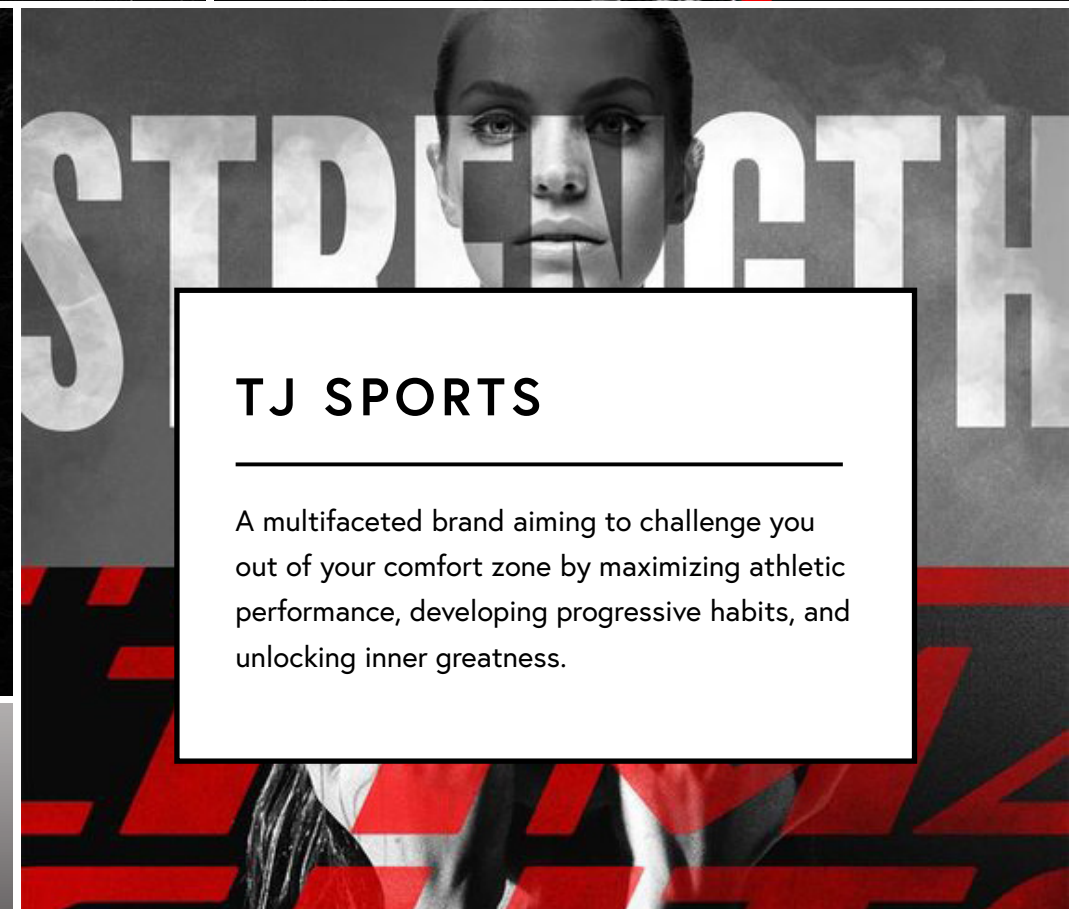 STRENGTH
TJ SPORTS
A multifaceted brand aiming to challenge you
out of your comfort zone by maximizing athletic
performance, developing progressive habits, and
unlocking inner greatness.